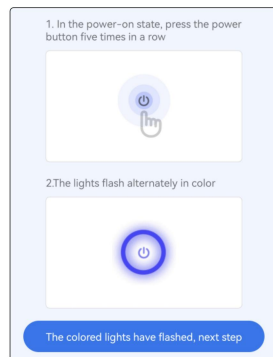 1. In the power-on state, press the power
button five times in a row
2.The lights flash alternately in color
The colored lights have flashed, next step